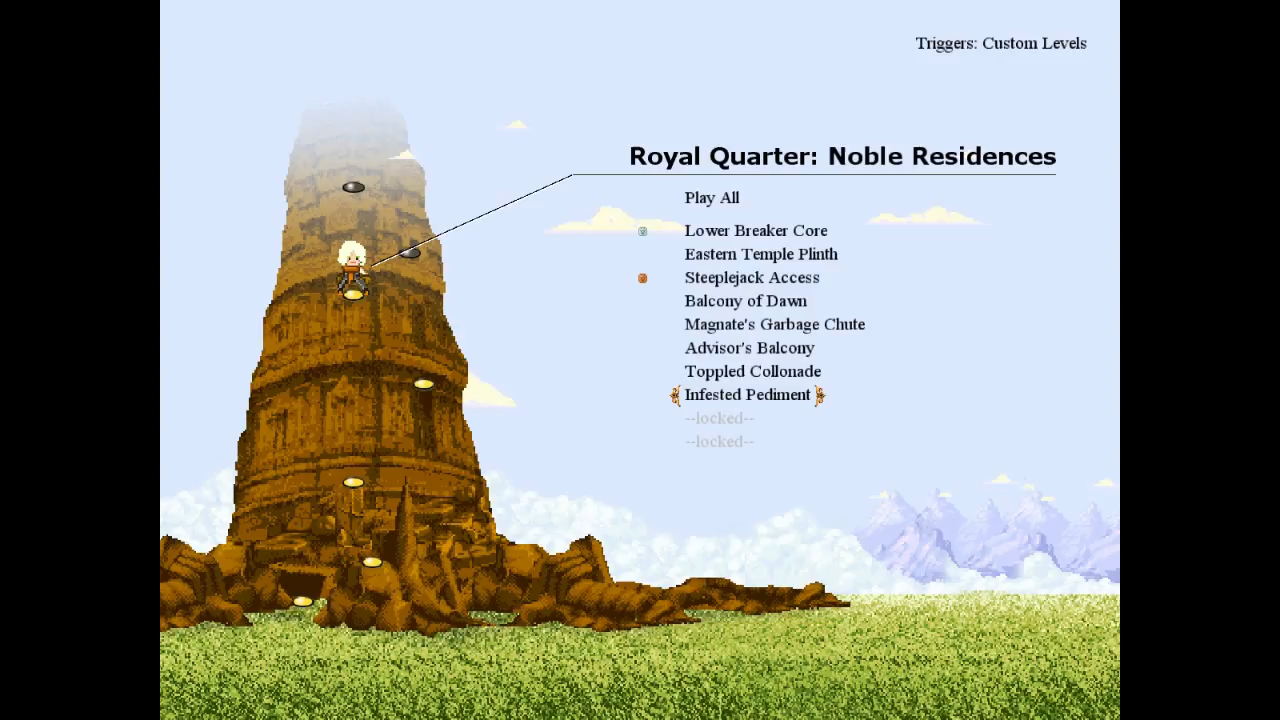 Triggers: Custom Levels
Royal Quarter: Noble Residences
Play All
Lower Breaker Core
Eastern Temple Plinth
Steeplejack Access
Balcony of Dawn
Magnate's Garbage Chute
Advisor's Balcony
Toppled Collonade
Infested Pediment
--locked--
--locked--